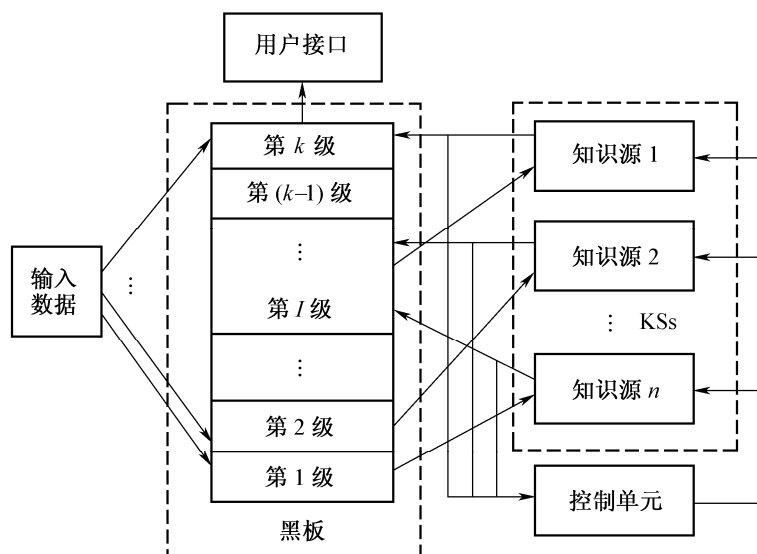 用户接口
第 k 级
第 (k–1) 级
⋮
第 I 级
⋮
第 2 级
第 1 级
黑板
输入
数据
⋮
知识源 1
知识源 2
⋮ KSs
知识源 n
控制单元